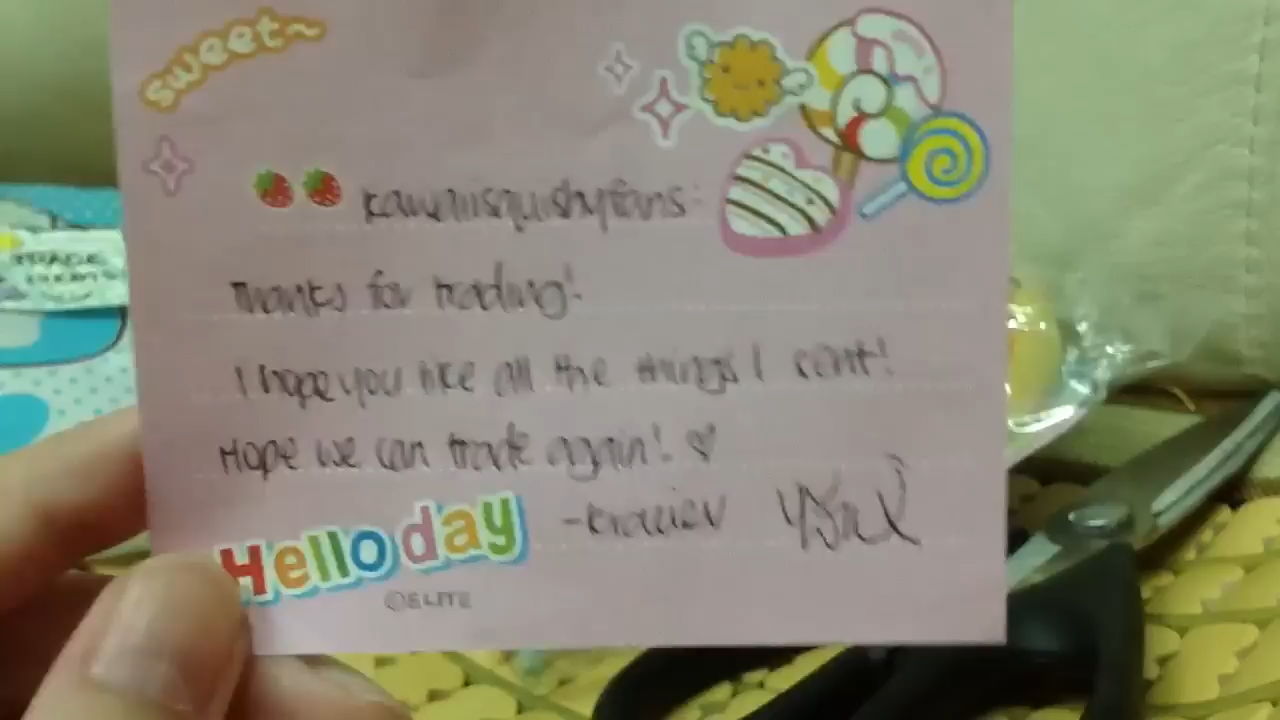 sweet~
kawaiisquishyfans:
Thanks for trading!
I hope you like all the things I sent!
Hope we can trade again! ♡
Hello day
©ELITE
TRADE